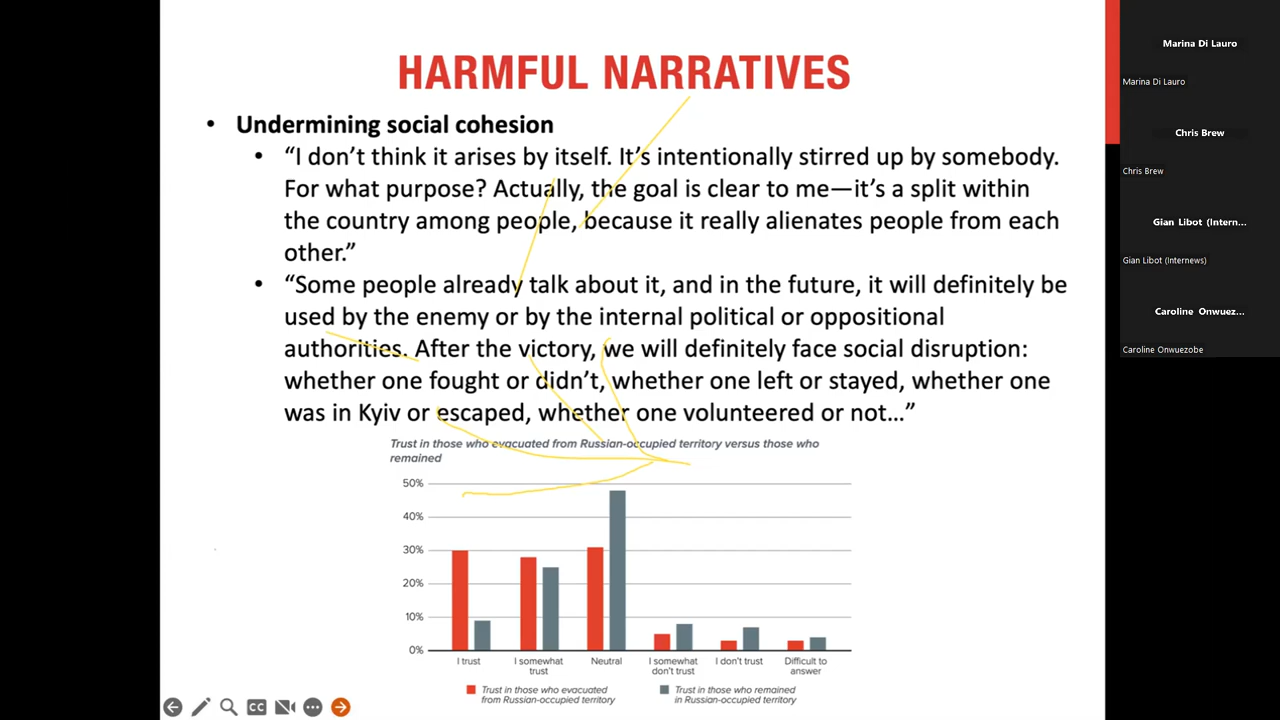 HARMFUL NARRATIVES
• Undermining social cohesion
• “I don’t think it arises by itself. It’s intentionally stirred up by somebody.
For what purpose? Actually, the goal is clear to me—it’s a split within
the country among people, because it really alienates people from each
other.”
• “Some people already talk about it, and in the future, it will definitely be
used by the enemy or by the internal political or oppositional
authorities. After the victory, we will definitely face social disruption:
whether one fought or didn’t, whether one left or stayed, whether one
was in Kyiv or escaped, whether one volunteered or not…”
Trust in those who evacuated from Russian-occupied territory versus those who
remained
50%
40%
30%
20%
10%
0%
I trust
I somewhat
trust
Neutral
I somewhat
don’t trust
I don’t trust
Difficult to
answer
Trust in those who evacuated
from Russian-occupied territory
Trust in those who remained
in Russian-occupied territory
CC
Marina Di Lauro
Marina Di Lauro
Chris Brew
Chris Brew
Gian Libot (Intern...
Gian Libot (Internews)
Caroline Onwuez...
Caroline Onwuezobe